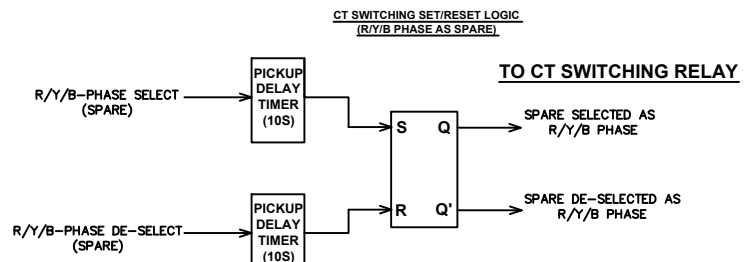 CT SWITCHING SET/RESET LOGIC
(R/Y/B PHASE AS SPARE)
TO CT SWITCHING RELAY
R/Y/B-PHASE SELECT
(SPARE)
PICKUP
DELAY
TIMER
(10S)
S
Q
SPARE SELECTED AS
R/Y/B PHASE
R/Y/B-PHASE DE-SELECT
(SPARE)
PICKUP
DELAY
TIMER
(10S)
R
Q'
SPARE DE-SELECTED AS
R/Y/B PHASE